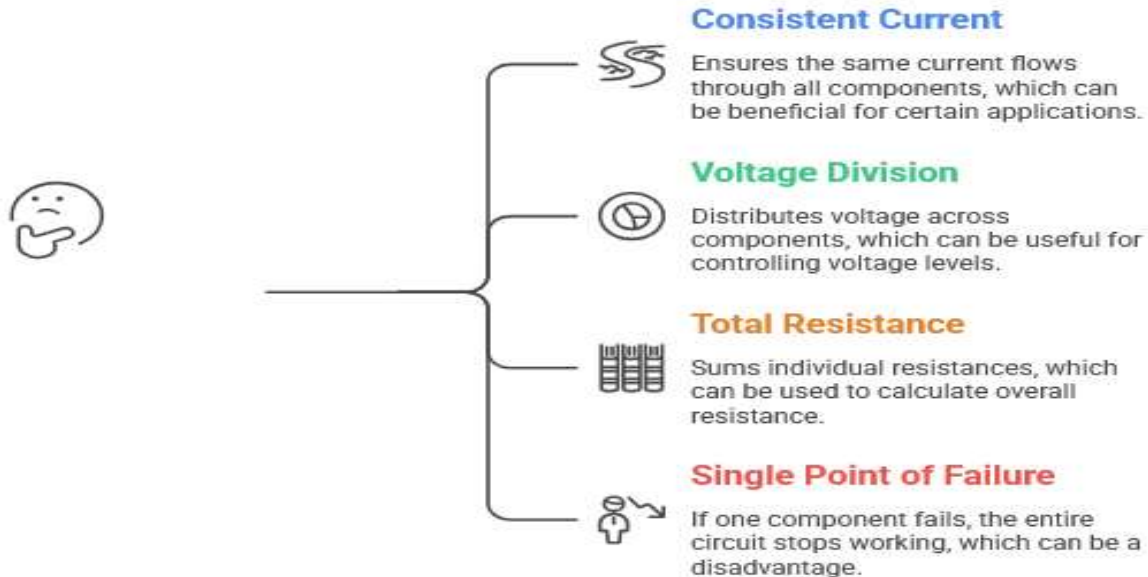 Consistent Current
Ensures the same current flows
through all components, which can
be beneficial for certain applications.
Voltage Division
Distributes voltage across
components, which can be useful for
controlling voltage levels.
Total Resistance
Sums individual resistances, which
can be used to calculate overall
resistance.
Single Point of Failure
If one component fails, the entire
circuit stops working, which can be a
disadvantage.